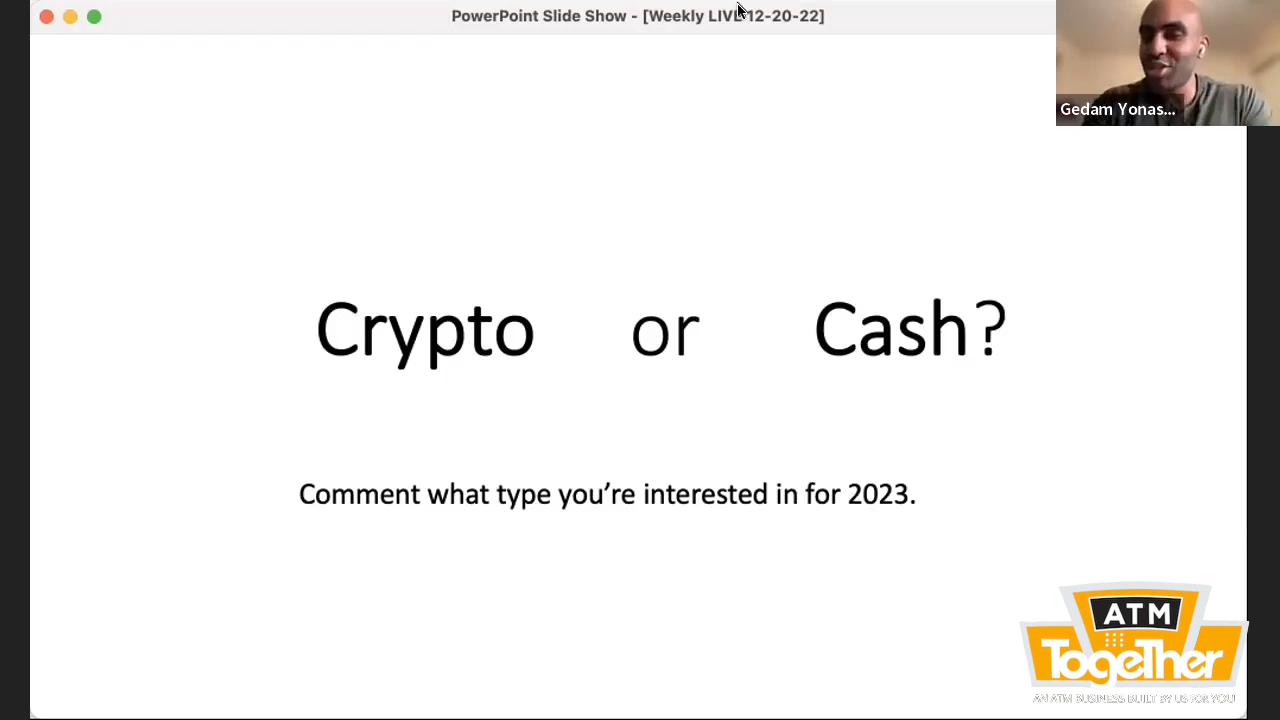 PowerPoint Slide Show - [Weekly LIVE 12-20-22]
Gedam Yonas...
Crypto or Cash?
Comment what type you’re interested in for 2023.
ATM
Together
AN ATM BUSINESS BUILT BY US FOR YOU